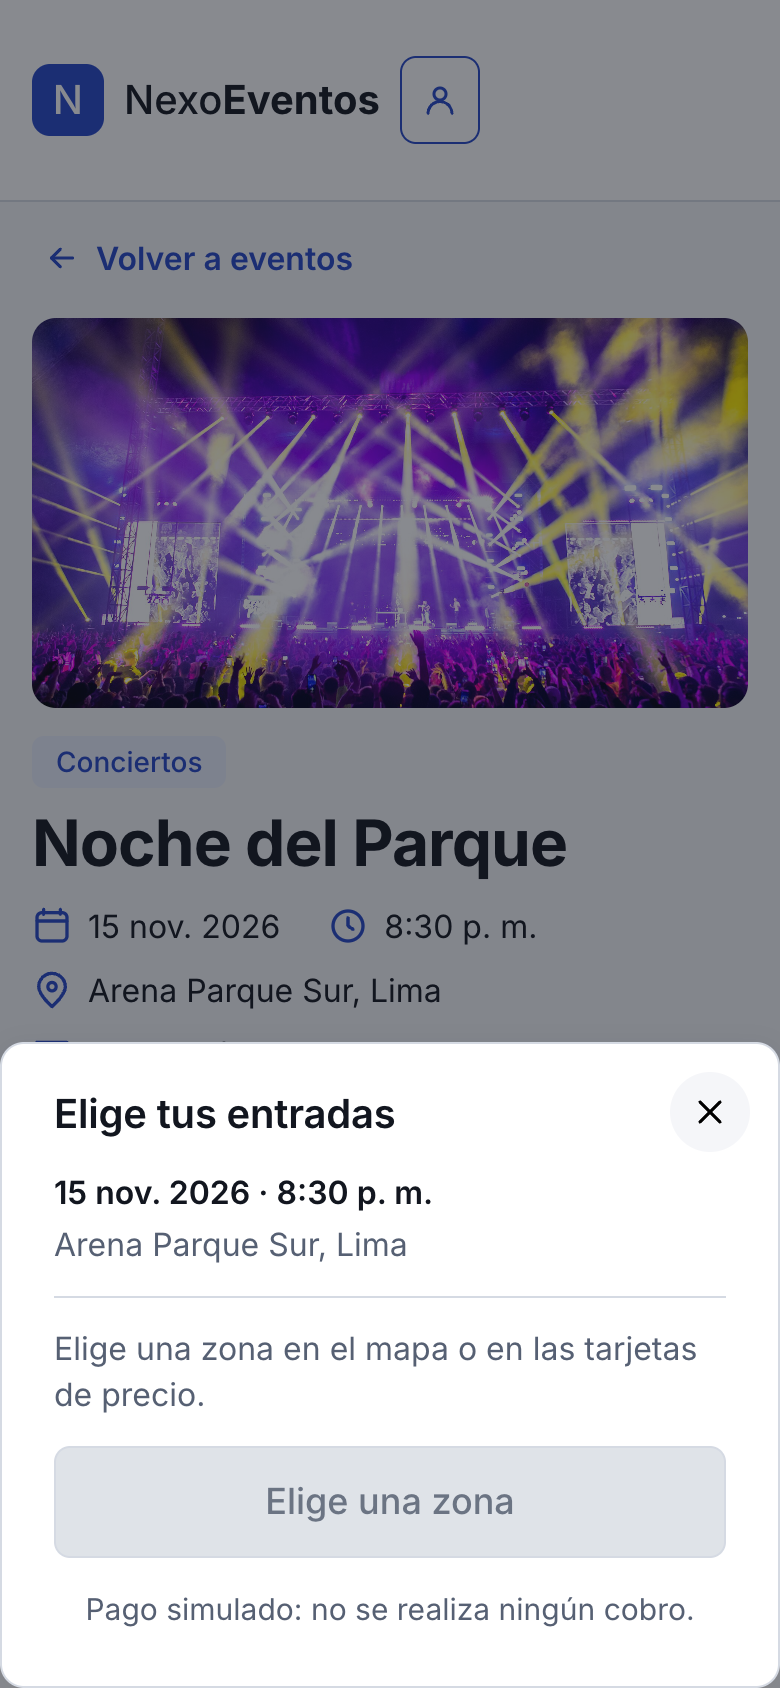 N NexoEventos
Volver a eventos
Conciertos
Noche del Parque
15 nov. 2026 8:30 p. m.
Arena Parque Sur, Lima
Elige tus entradas
15 nov. 2026 · 8:30 p. m.
Arena Parque Sur, Lima
Elige una zona en el mapa o en las tarjetas
de precio.
Elige una zona
Pago simulado: no se realiza ningún cobro.